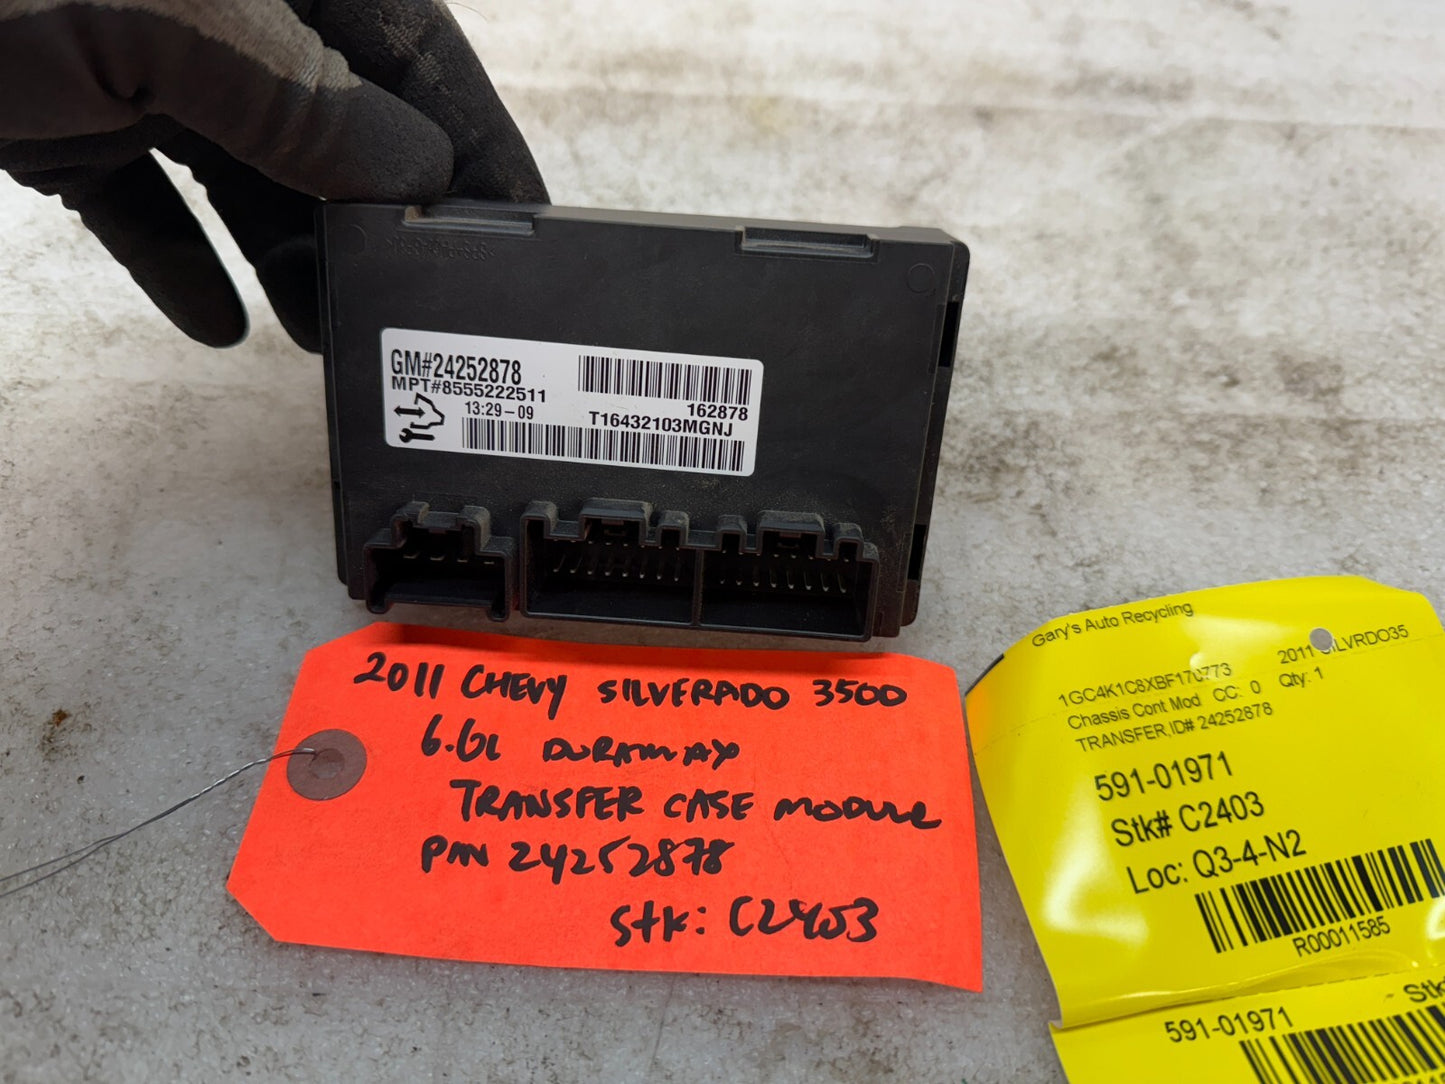 GM#24252878
MPT#8555222511
162878
13:29-09
T16432103MGNJ
2011 CHEVY SILVERADO 3500
6.6L DURAMAX
TRANSFER CASE MODULE
P/N 24252878
Stk: C2403
Gary's Auto Recycling
1GC4K1C8XBF170773
2011 SILVRDO35
Chassis Cont Mod CC: 0 Qty: 1
TRANSFER,ID# 24252878
591-01971
Stk# C2403
Loc: Q3-4-N2
R00011585
591-01971
Stk